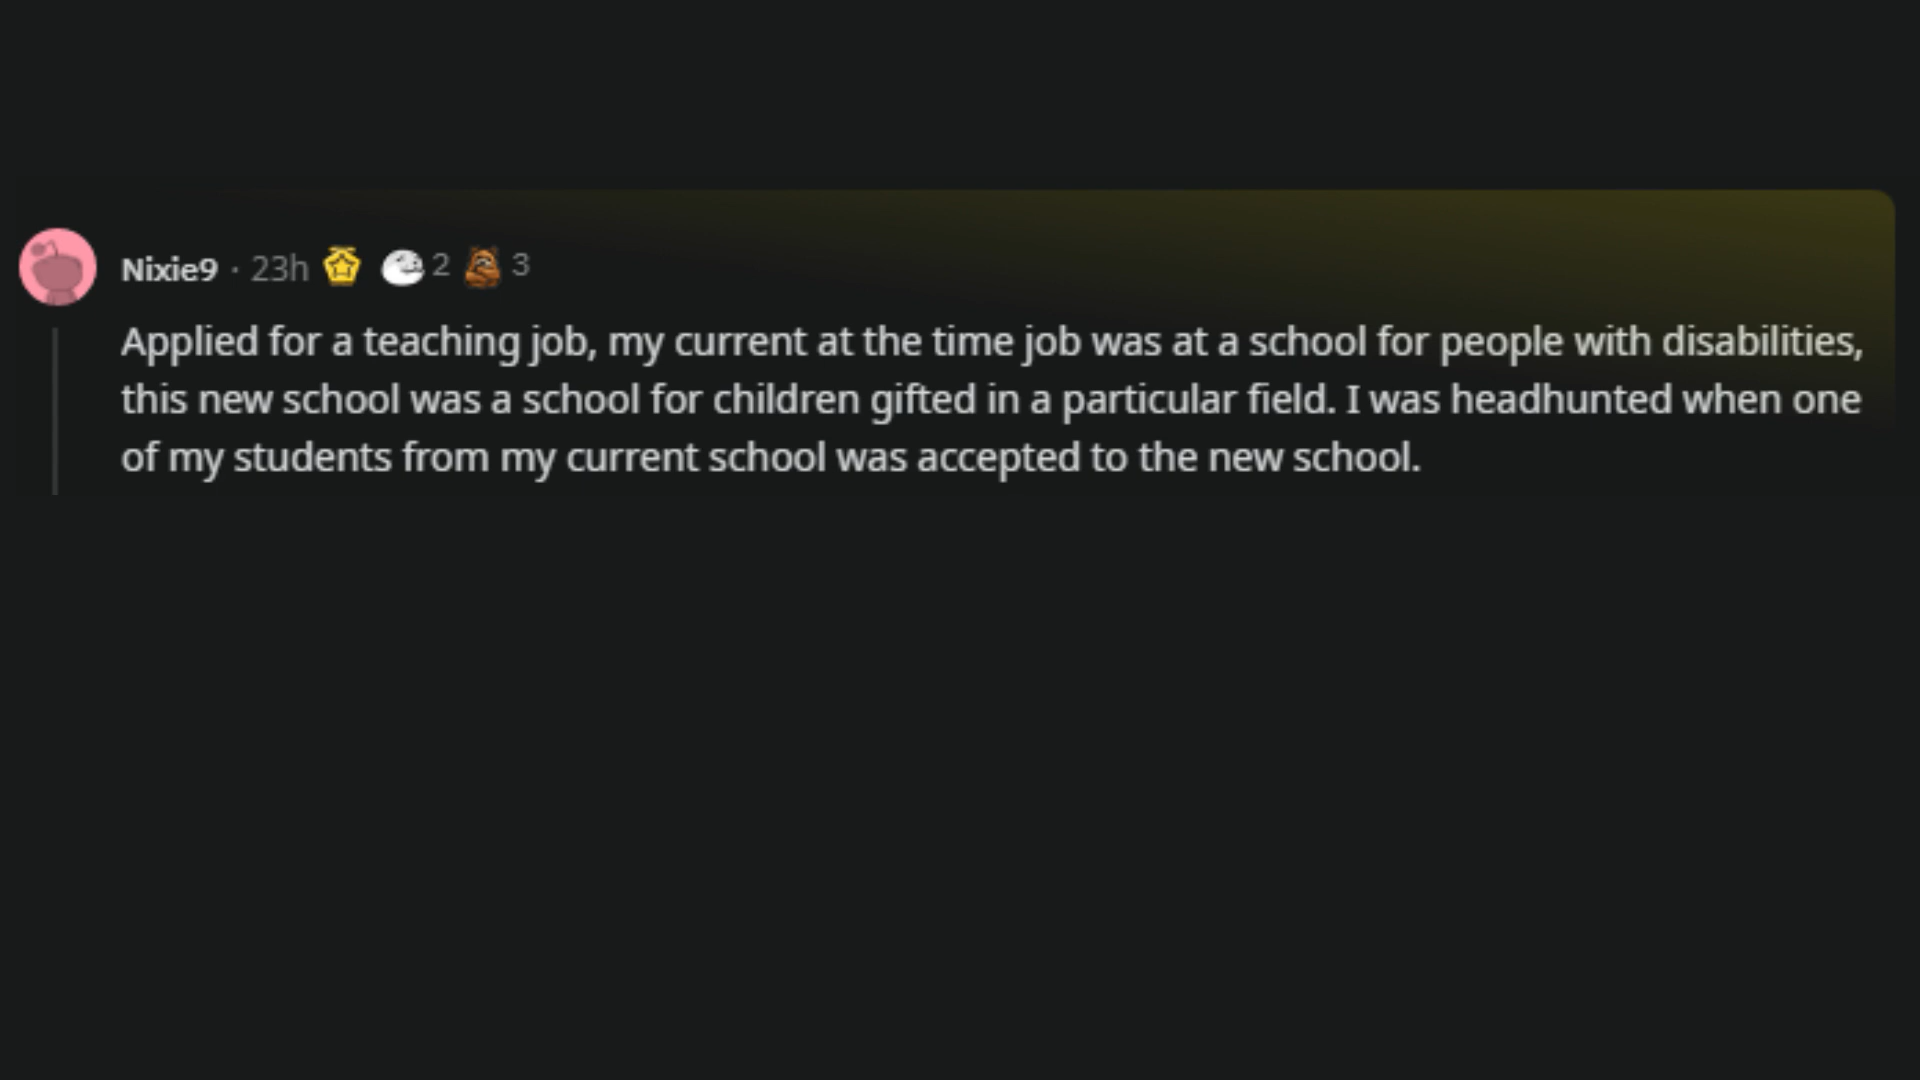 Nixie9 · 23h 2 3
Applied for a teaching job, my current at the time job was at a school for people with disabilities,
this new school was a school for children gifted in a particular field. I was headhunted when one
of my students from my current school was accepted to the new school.